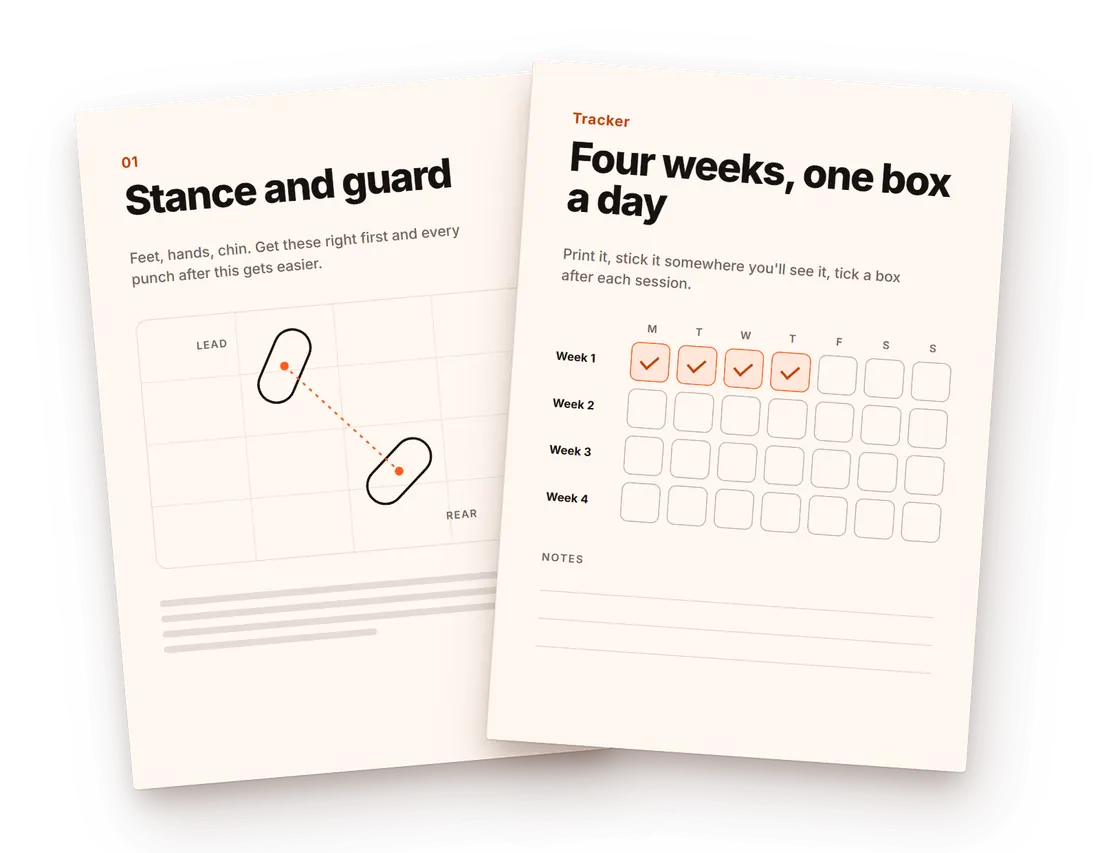 01
Stance and guard
Feet, hands, chin. Get these right first and every
punch after this gets easier.
LEAD
REAR
Tracker
Four weeks, one box
a day
Print it, stick it somewhere you'll see it, tick a box
after each session.
M T W T F S S
Week 1
Week 2
Week 3
Week 4
NOTES